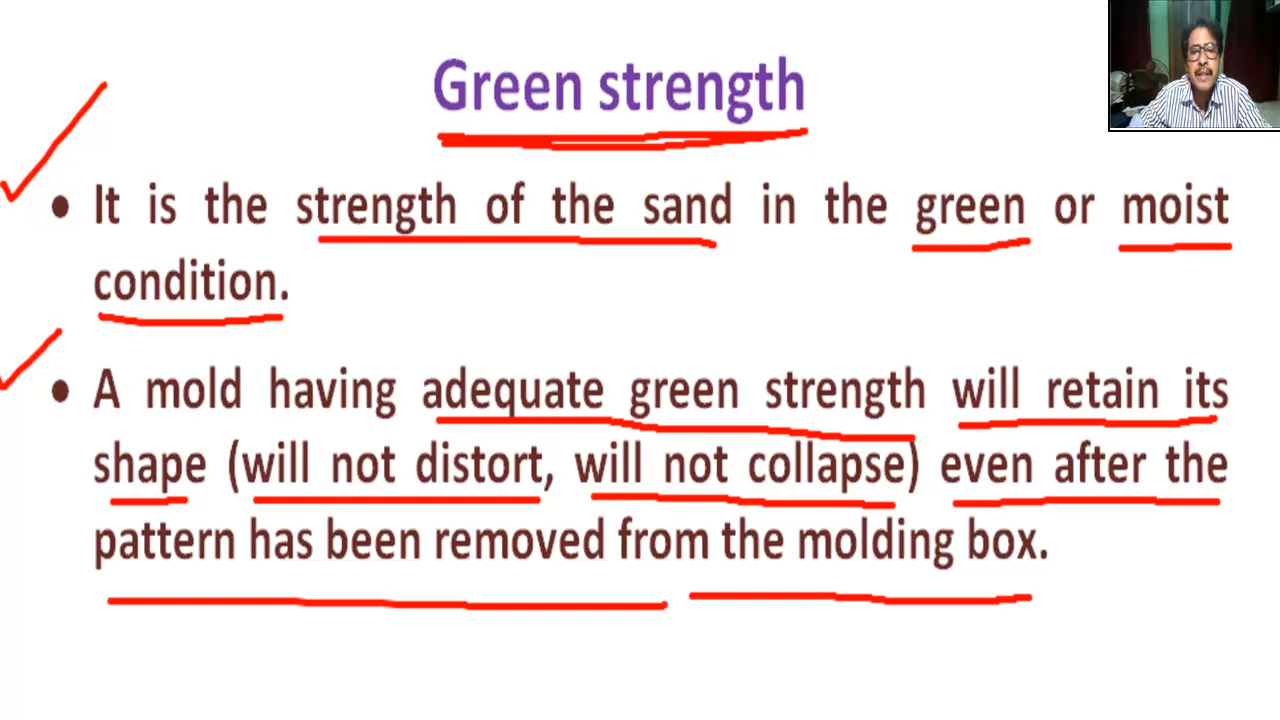 Green strength
• It is the strength of the sand in the green or moist
condition.
• A mold having adequate green strength will retain its
shape (will not distort, will not collapse) even after the
pattern has been removed from the molding box.